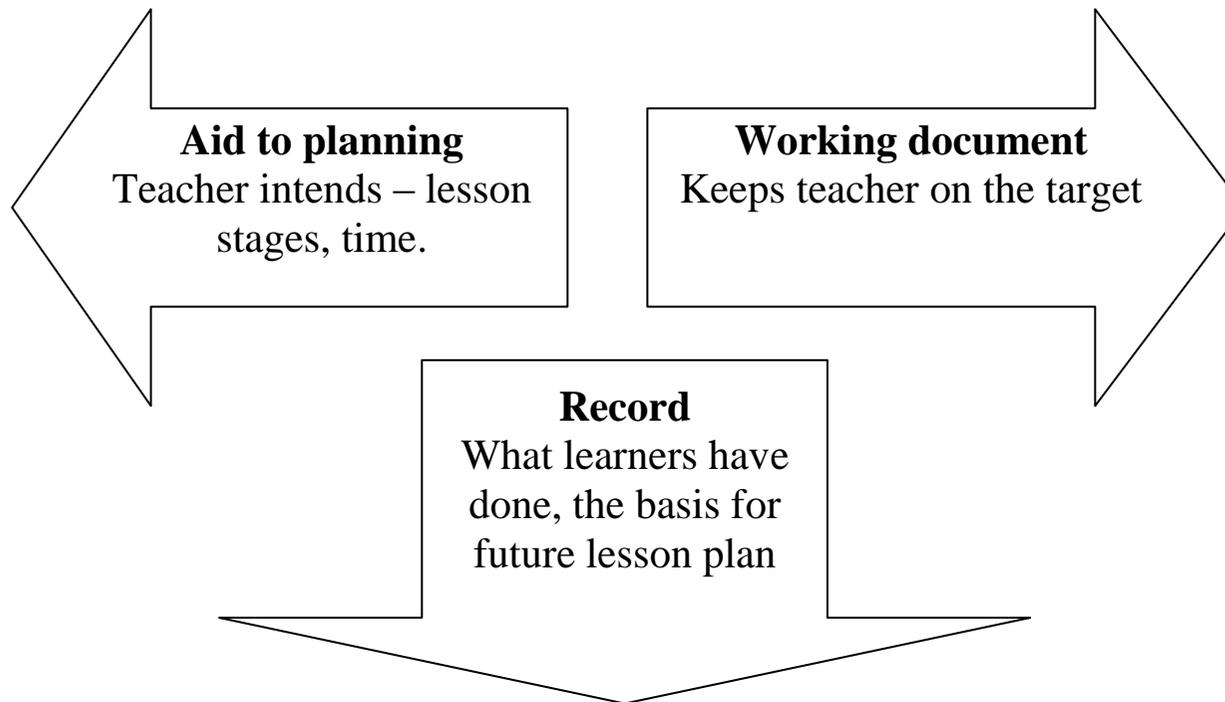 Aid to planning
Teacher intends – lesson
stages, time.
Working document
Keeps teacher on the target
Record
What learners have
done, the basis for
future lesson plan